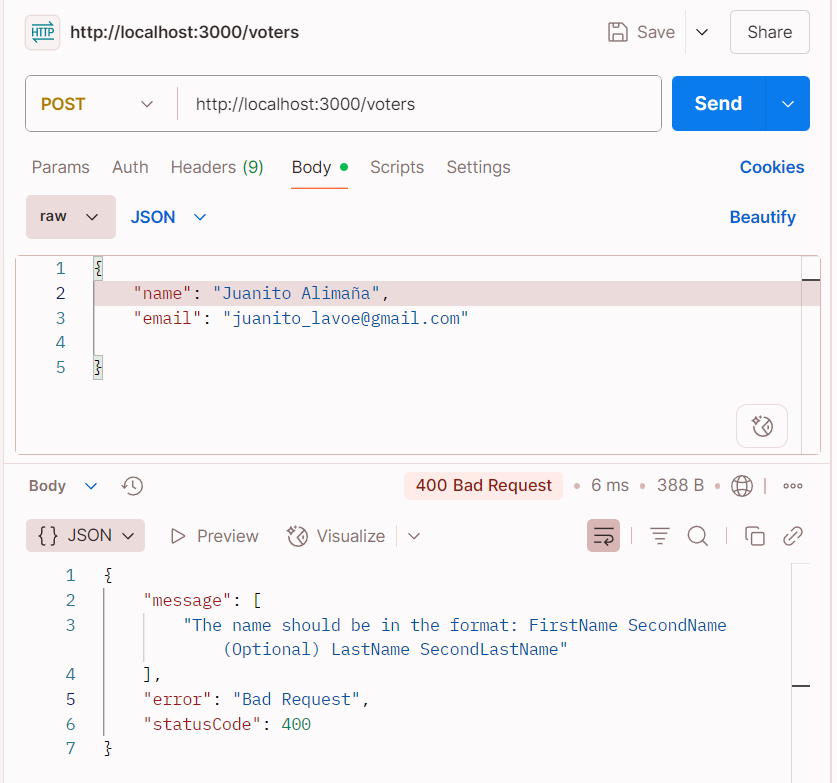 HTTP http://localhost:3000/voters Save Share
POST http://localhost:3000/voters Send
Params Auth Headers (9) Body Scripts Settings Cookies
raw JSON Beautify
1 {
2 "name": "Juanito Alimaña",
3 "email": "juanito_lavoe@gmail.com"
4
5 }
Body 400 Bad Request • 6 ms • 388 B •
{} JSON Preview Visualize
1 {
2 "message": [
3 "The name should be in the format: FirstName SecondName
(Optional) LastName SecondLastName"
4 ],
5 "error": "Bad Request",
6 "statusCode": 400
7 }